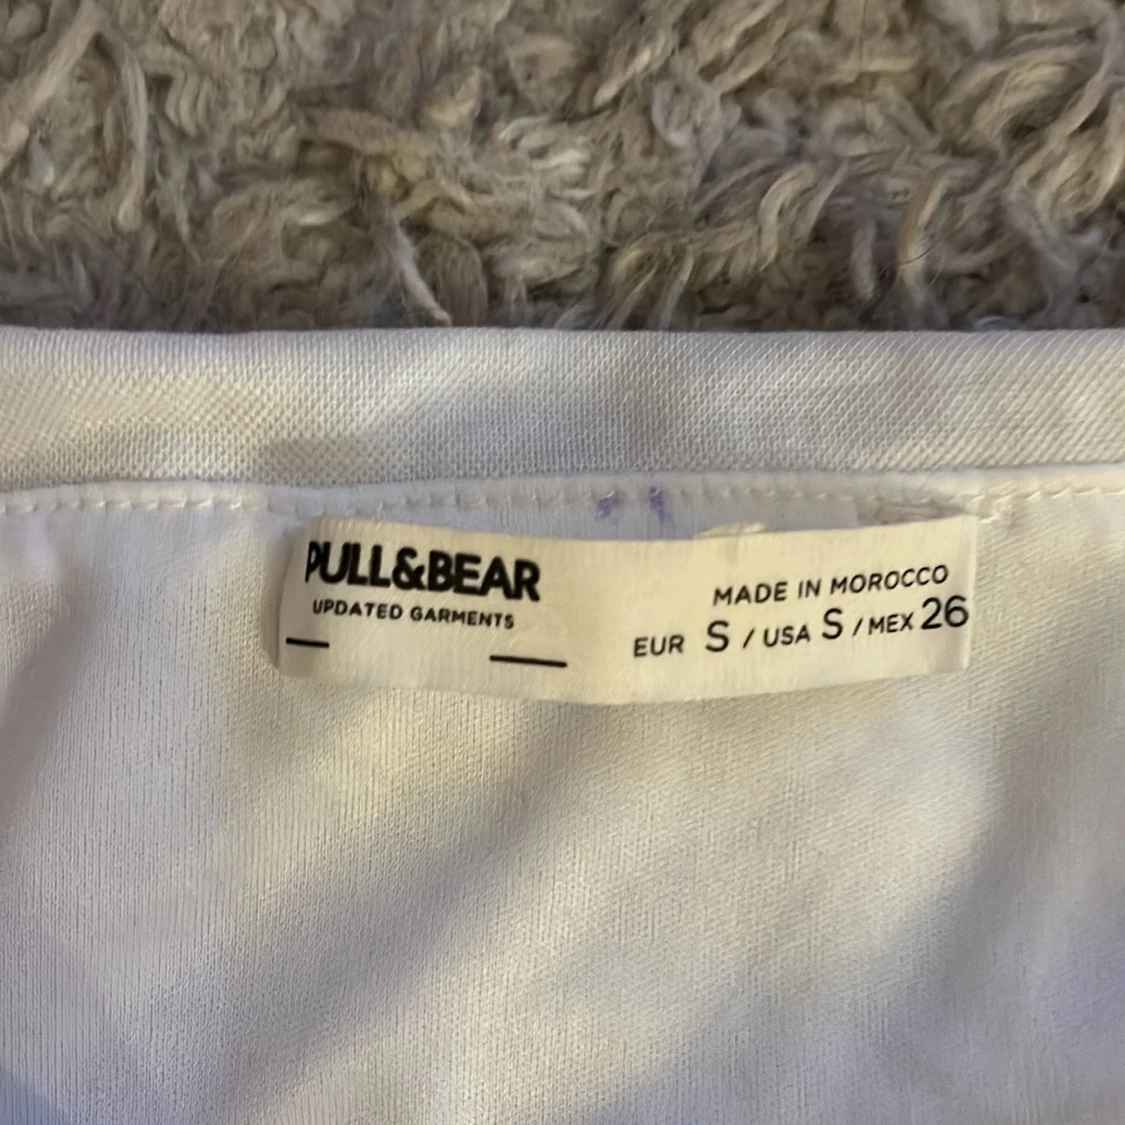 PULL&BEAR
UPDATED GARMENTS
MADE IN MOROCCO
EUR S / USA S / MEX 26